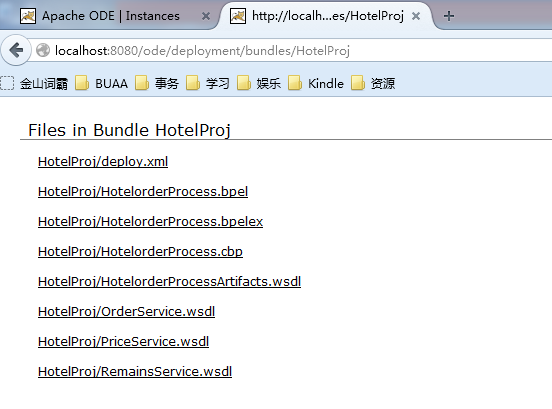 Apache ODE | Instances
http://localh...es/HotelProj
localhost:8080/ode/deployment/bundles/HotelProj
金山词霸 BUAA 事务 学习 娱乐 Kindle 资源
Files in Bundle HotelProj
HotelProj/deploy.xml
HotelProj/HotelorderProcess.bpel
HotelProj/HotelorderProcess.bpelex
HotelProj/HotelorderProcess.cbp
HotelProj/HotelorderProcessArtifacts.wsdl
HotelProj/OrderService.wsdl
HotelProj/PriceService.wsdl
HotelProj/RemainsService.wsdl